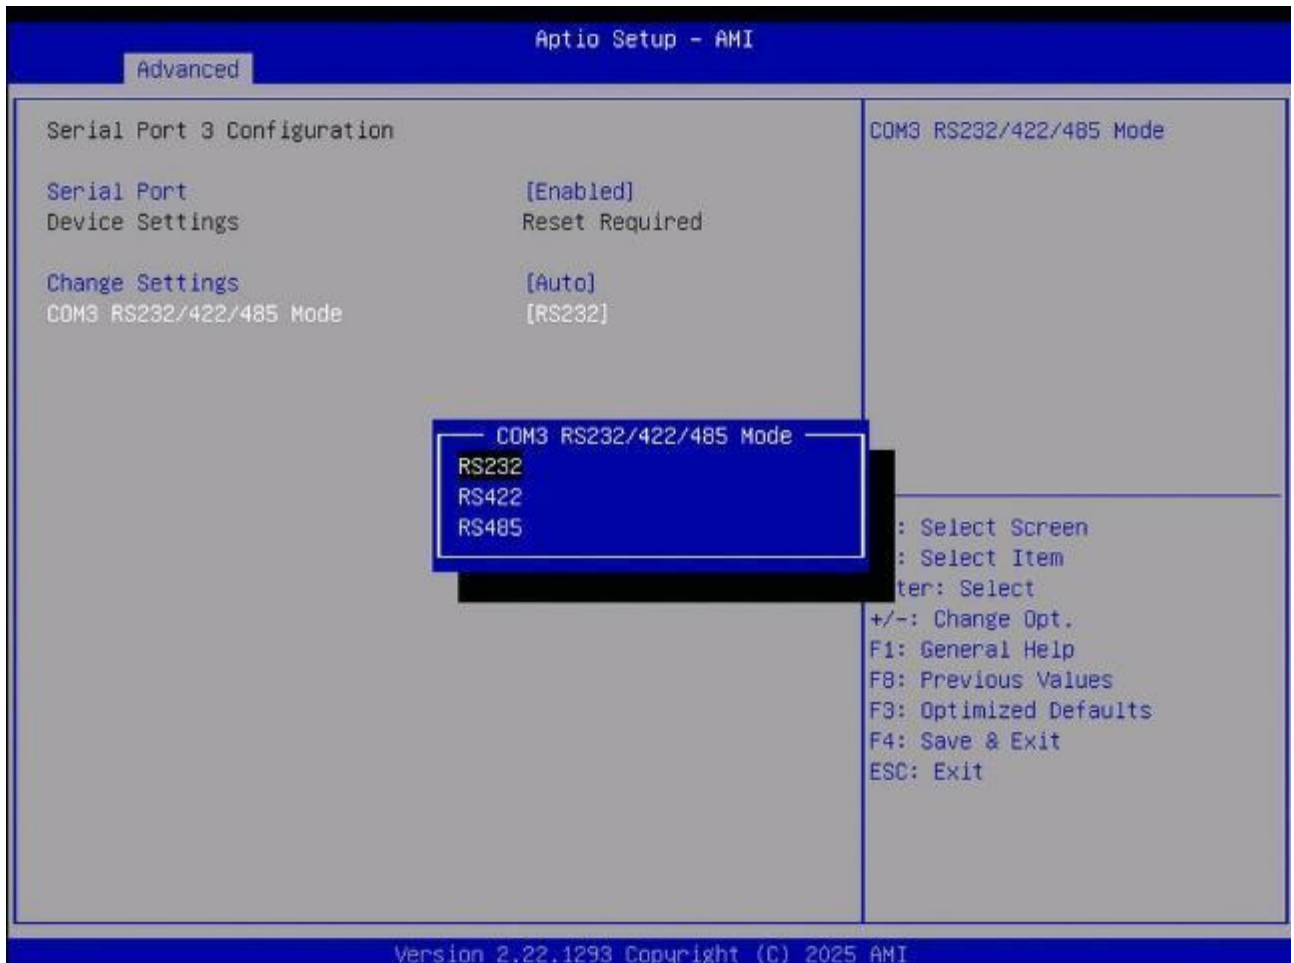 Aptio Setup – AMI
Advanced
Serial Port 3 Configuration
Serial Port [Enabled]
Device Settings Reset Required
Change Settings [Auto]
COM3 RS232/422/485 Mode [RS232]
COM3 RS232/422/485 Mode
RS232
RS422
RS485
COM3 RS232/422/485 Mode
: Select Screen
: Select Item
ter: Select
+/-: Change Opt.
F1: General Help
F8: Previous Values
F3: Optimized Defaults
F4: Save & Exit
ESC: Exit
Version 2.22.1293 Copyright (C) 2025 AMI